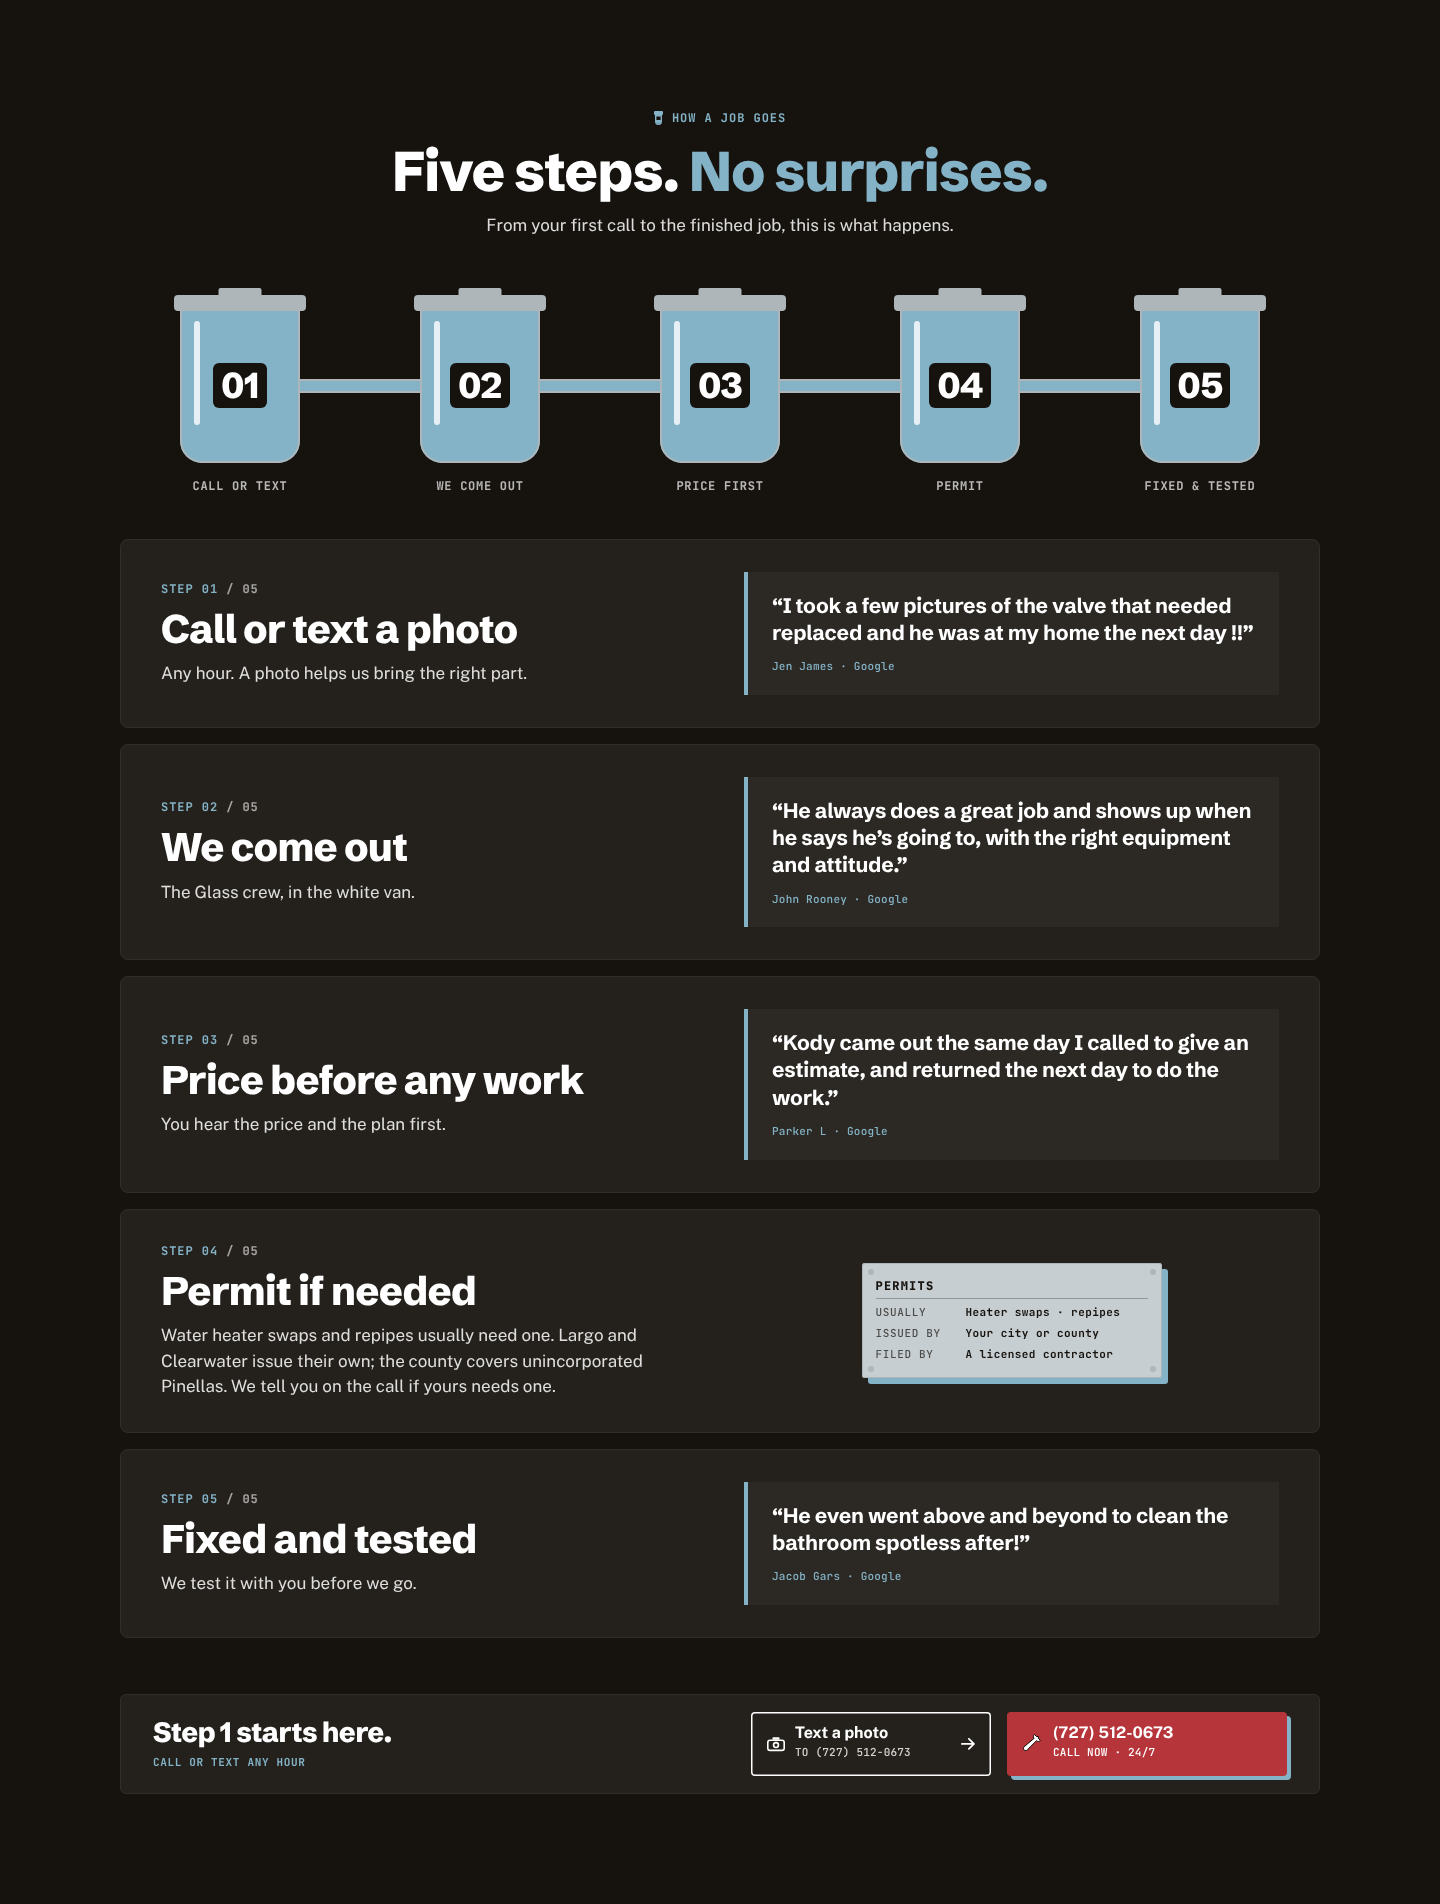 HOW A JOB GOES
Five steps. No surprises.
From your first call to the finished job, this is what happens.
01
02
03
04
05
CALL OR TEXT
WE COME OUT
PRICE FIRST
PERMIT
FIXED & TESTED
STEP 01 / 05
Call or text a photo
Any hour. A photo helps us bring the right part.
“I took a few pictures of the valve that needed
replaced and he was at my home the next day !!”
Jen James · Google
STEP 02 / 05
We come out
The Glass crew, in the white van.
“He always does a great job and shows up when
he says he’s going to, with the right equipment
and attitude.”
John Rooney · Google
STEP 03 / 05
Price before any work
You hear the price and the plan first.
“Kody came out the same day I called to give an
estimate, and returned the next day to do the
work.”
Parker L · Google
STEP 04 / 05
Permit if needed
Water heater swaps and repipes usually need one. Largo and
Clearwater issue their own; the county covers unincorporated
Pinellas. We tell you on the call if yours needs one.
PERMITS
USUALLY Heater swaps · repipes
ISSUED BY Your city or county
FILED BY A licensed contractor
STEP 05 / 05
Fixed and tested
We test it with you before we go.
“He even went above and beyond to clean the
bathroom spotless after!”
Jacob Gars · Google
Step 1 starts here.
CALL OR TEXT ANY HOUR
Text a photo
TO (727) 512-0673
(727) 512-0673
CALL NOW · 24/7